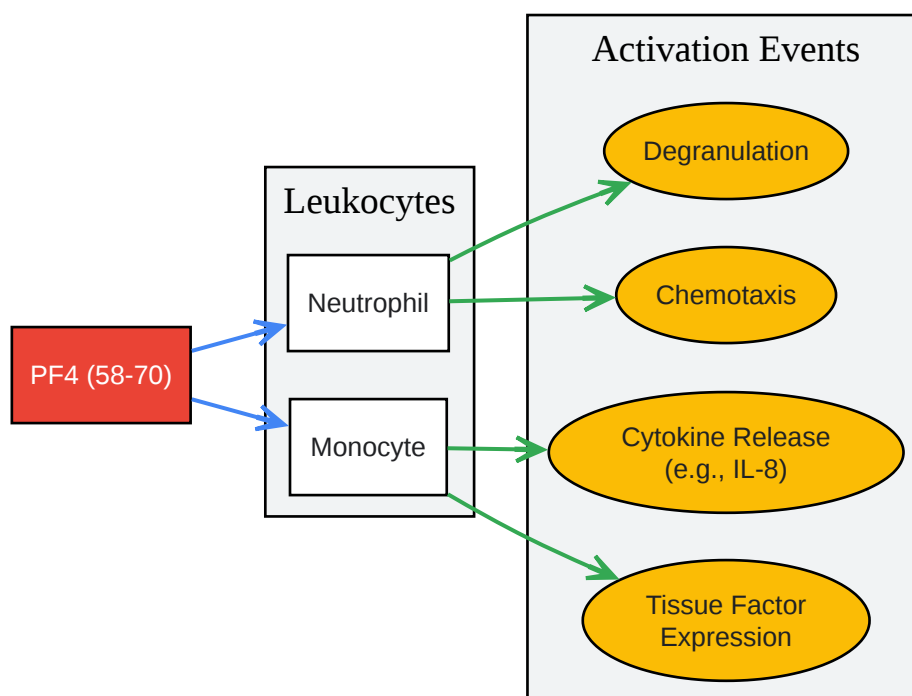 Activation Events
Degranulation
Leukocytes
Neutrophil
Chemotaxis
PF4 (58-70)
Monocyte
Cytokine Release
(e.g., IL-8)
Tissue Factor
Expression